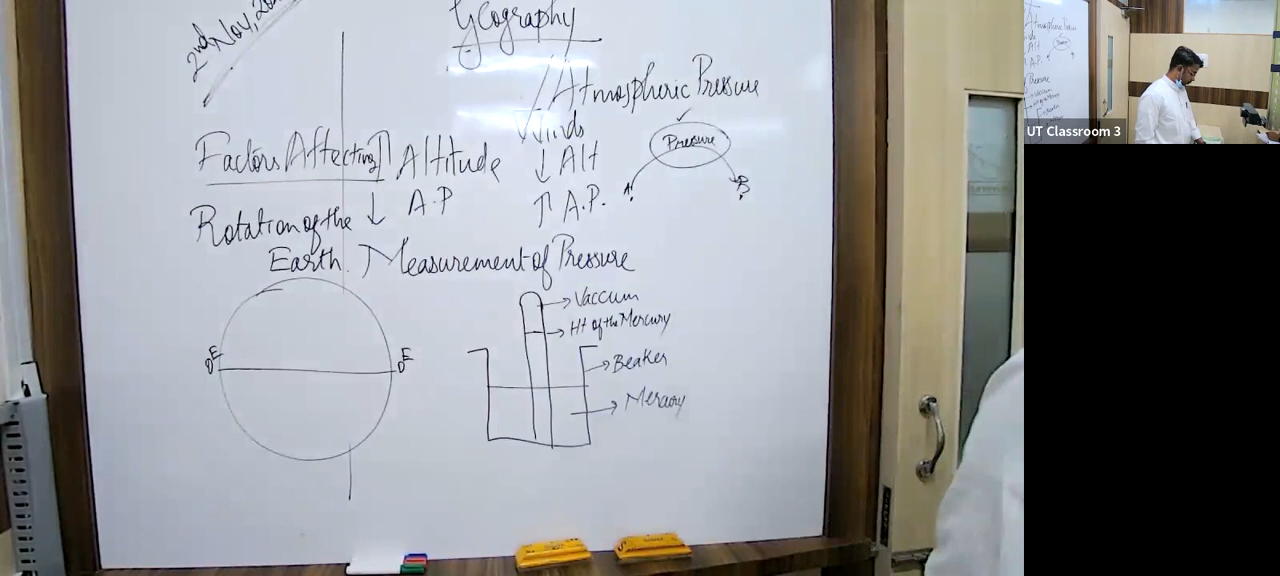 2nd Nov, 20
Geography
Atmospheric Pressure
Winds
Pressure
A
B
?
?
Factors Affecting
↑ Altitude
↓ A.P
↓ Alt
↑ A.P.
Rotation of the
Earth.
Measurement of Pressure
Vaccum
Ht of the Mercury
Beaker
Mercury
0° E
0° E
UT Classroom 3